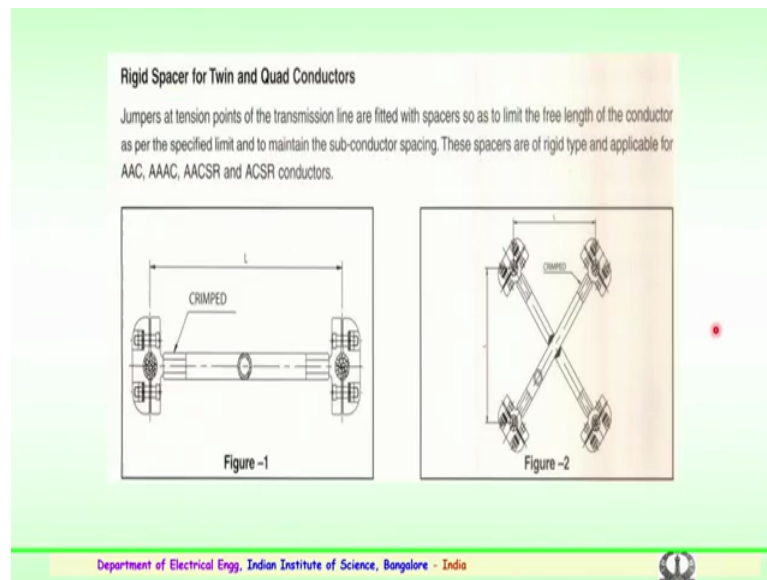 Rigid Spacer for Twin and Quad Conductors
Jumpers at tension points of the transmission line are fitted with spacers so as to limit the free length of the conductor
as per the specified limit and to maintain the sub-conductor spacing. These spacers are of rigid type and applicable for
AAC, AAAC, AACSR and ACSR conductors.
L
CRIMPED
Figure –1
L
CRIMPED
L
Figure –2
Department of Electrical Engg, Indian Institute of Science, Bangalore - India